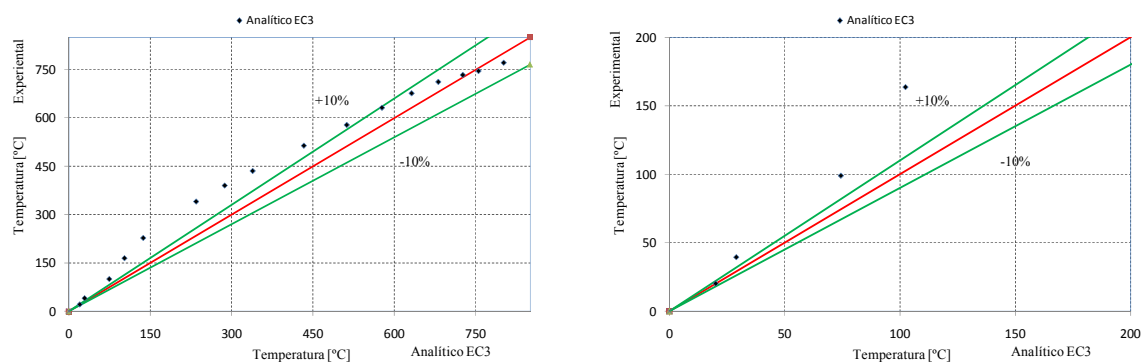 Analítico EC3
Temperatura [ºC] Experiental
750
600
450
300
150
0
+10%
-10%
0 150 300 450 600 750
Temperatura [ºC] Analítico EC3
Analítico EC3
Temperatura [ºC] Experimental
200
150
100
50
0
+10%
-10%
0 50 100 150 200
Temperatura [ºC] Analítico EC3